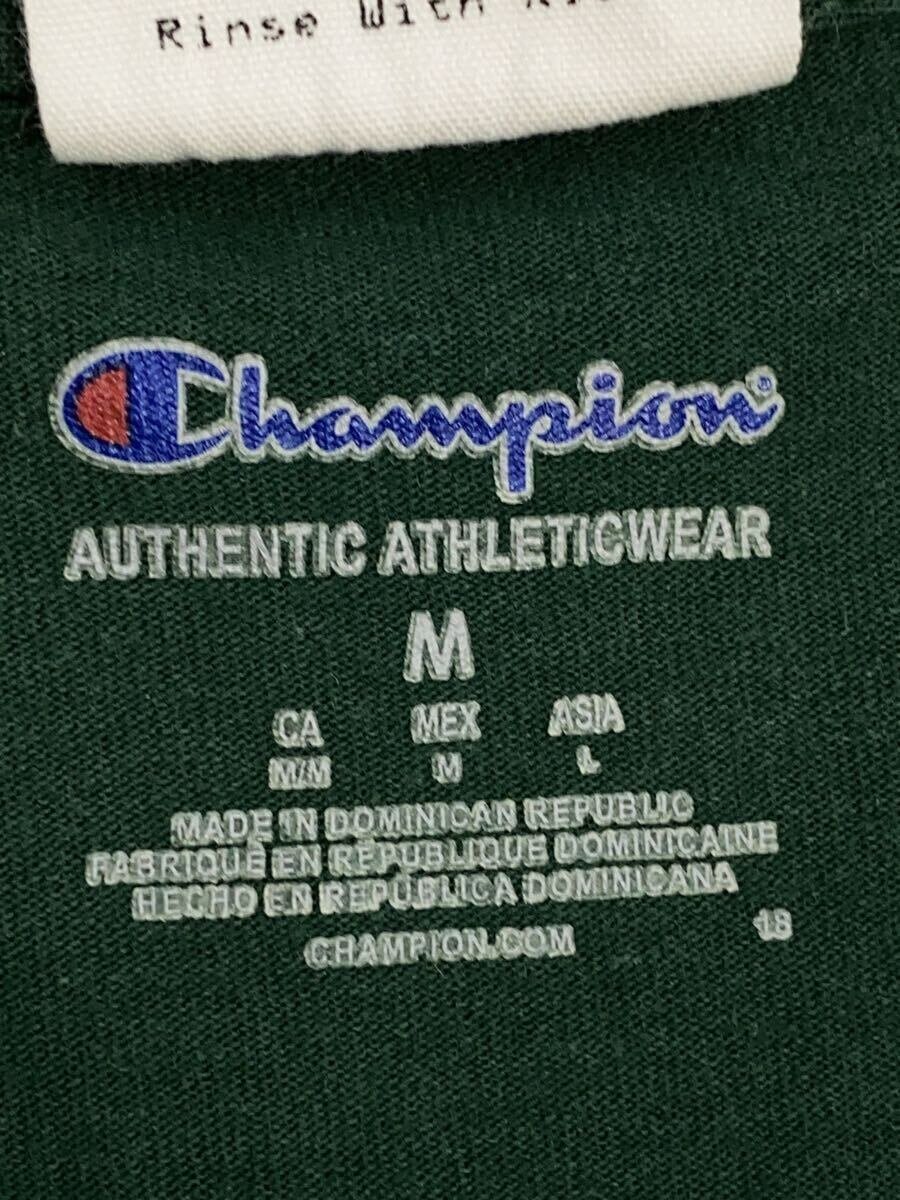 Rinse With
Champion®
AUTHENTIC ATHLETICWEAR
M
CA MEX ASIA
M/M M L
MADE IN DOMINICAN REPUBLIC
FABRIQUÉ EN RÉPUBLIQUE DOMINICAINE
HECHO EN REPÚBLICA DOMINICANA
CHAMPION.COM 18